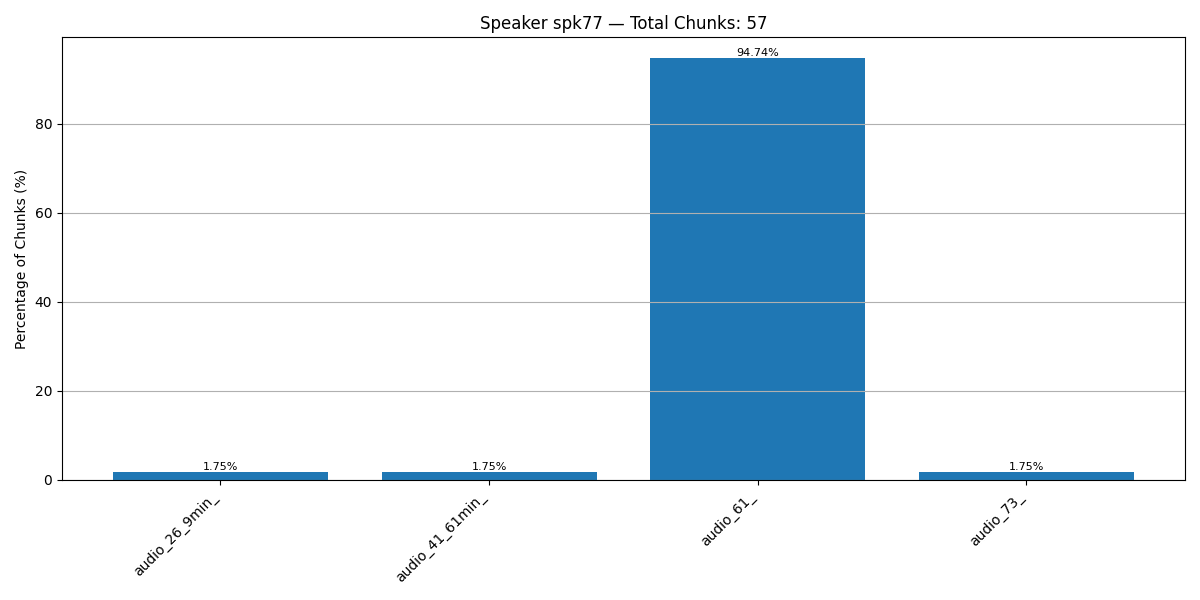 Speaker spk77 — Total Chunks: 57
Percentage of Chunks (%)
80
60
40
20
0
1.75%
1.75%
94.74%
1.75%
audio_26_9min_
audio_41_61min_
audio_61_
audio_73_